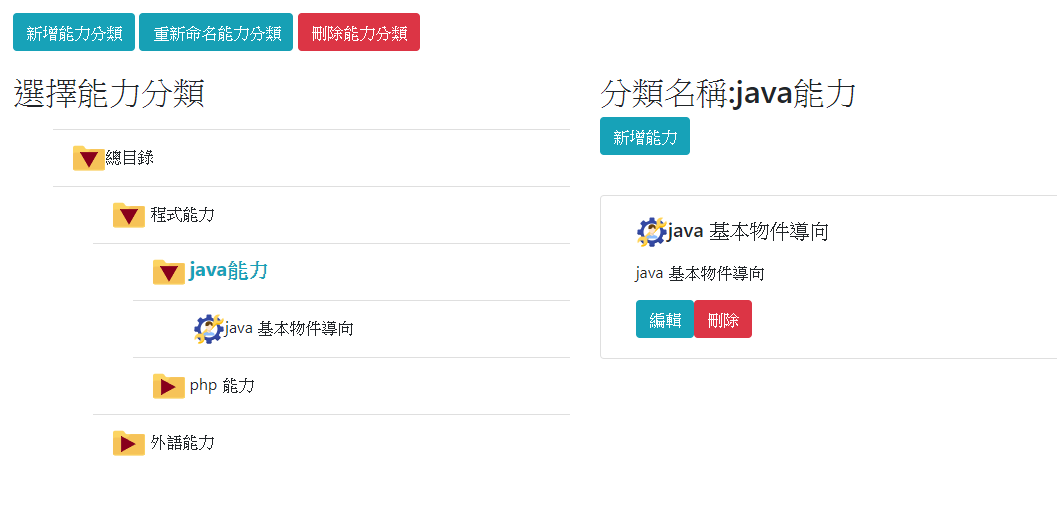 新增能力分類 重新命名能力分類 刪除能力分類
選擇能力分類
總目錄
程式能力
java能力
java 基本物件導向
php 能力
外語能力
分類名稱:java能力
新增能力
java 基本物件導向
java 基本物件導向
編輯 刪除